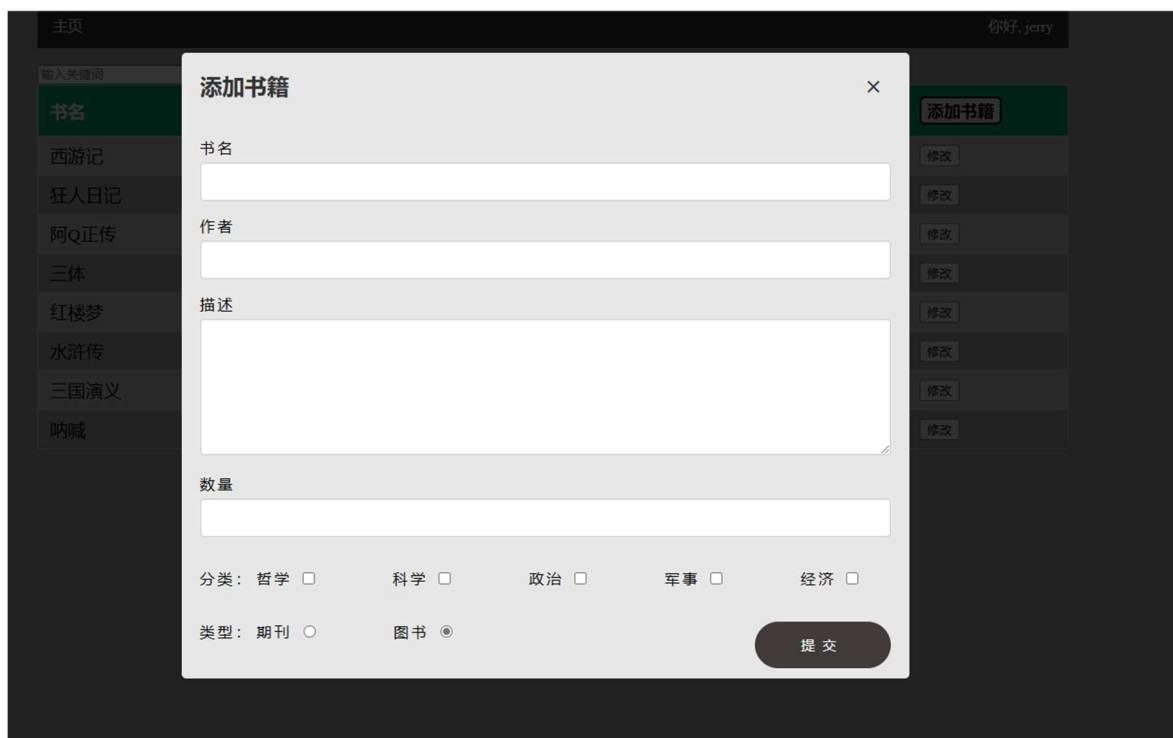 主页
你好, jerry
输入关键词
添加书籍
×
书名
添加书籍
西游记
修改
狂人日记
修改
阿Q正传
修改
三体
修改
红楼梦
修改
水浒传
修改
三国演义
修改
呐喊
修改
书名
作者
描述
数量
分类: 哲学 科学 政治 军事 经济
类型: 期刊 图书
提 交